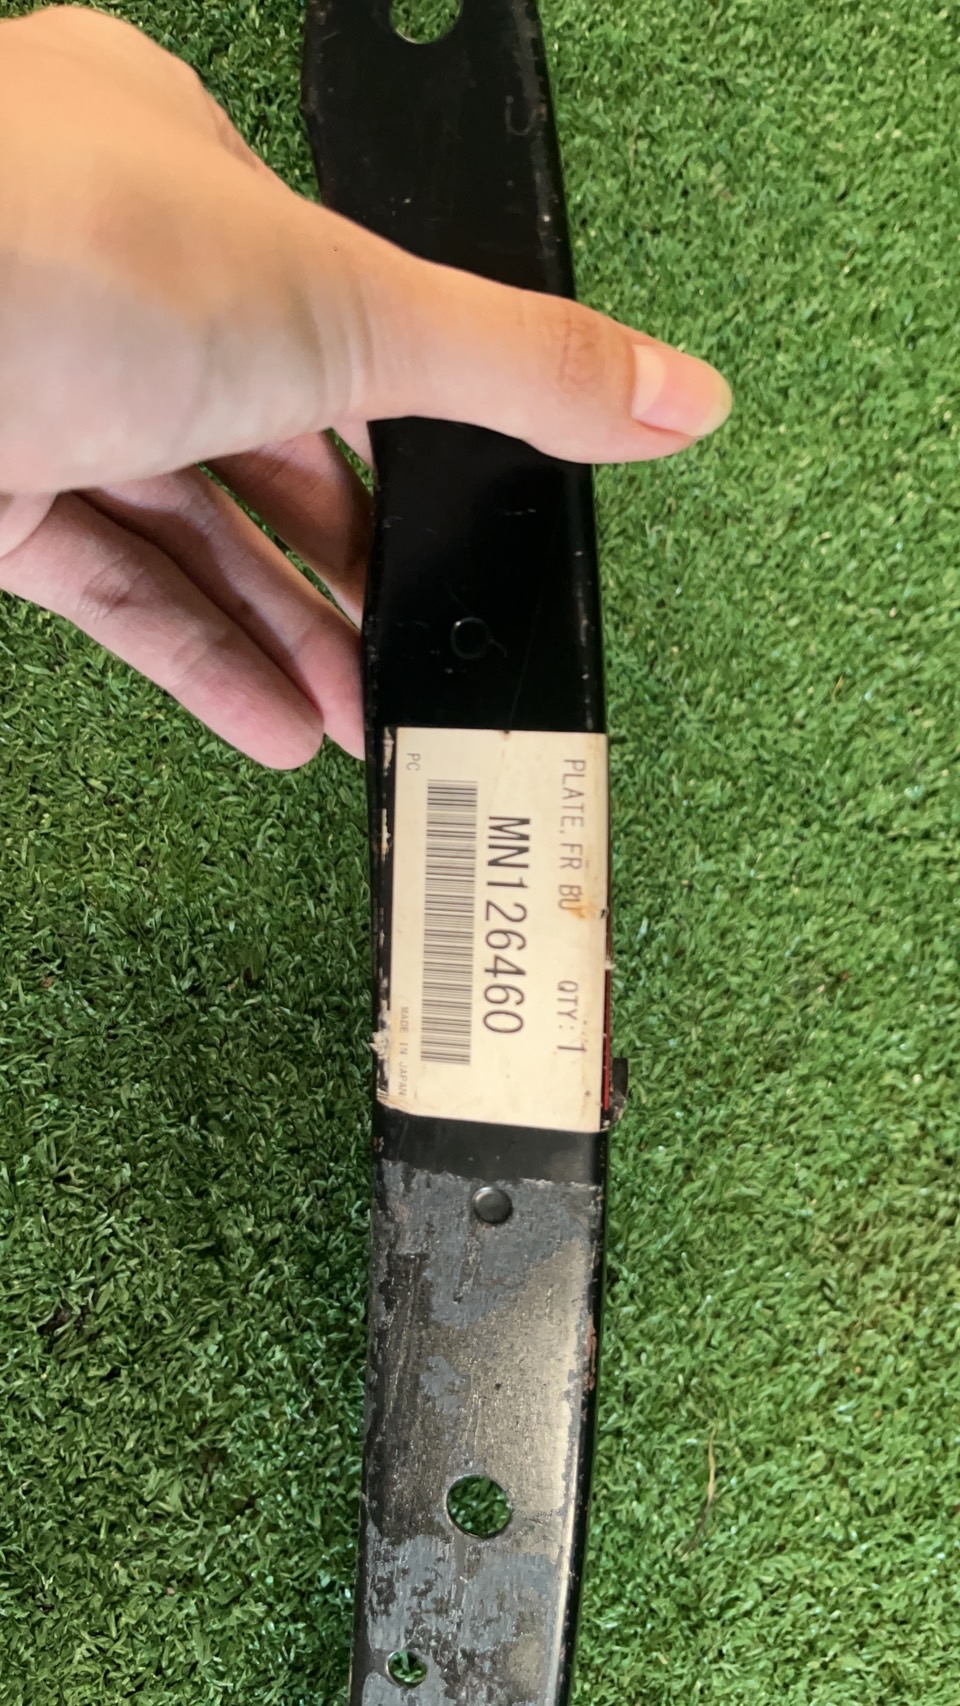 PLATE, FR BU QTY: 1
MN126460
PC
MADE IN JAPAN